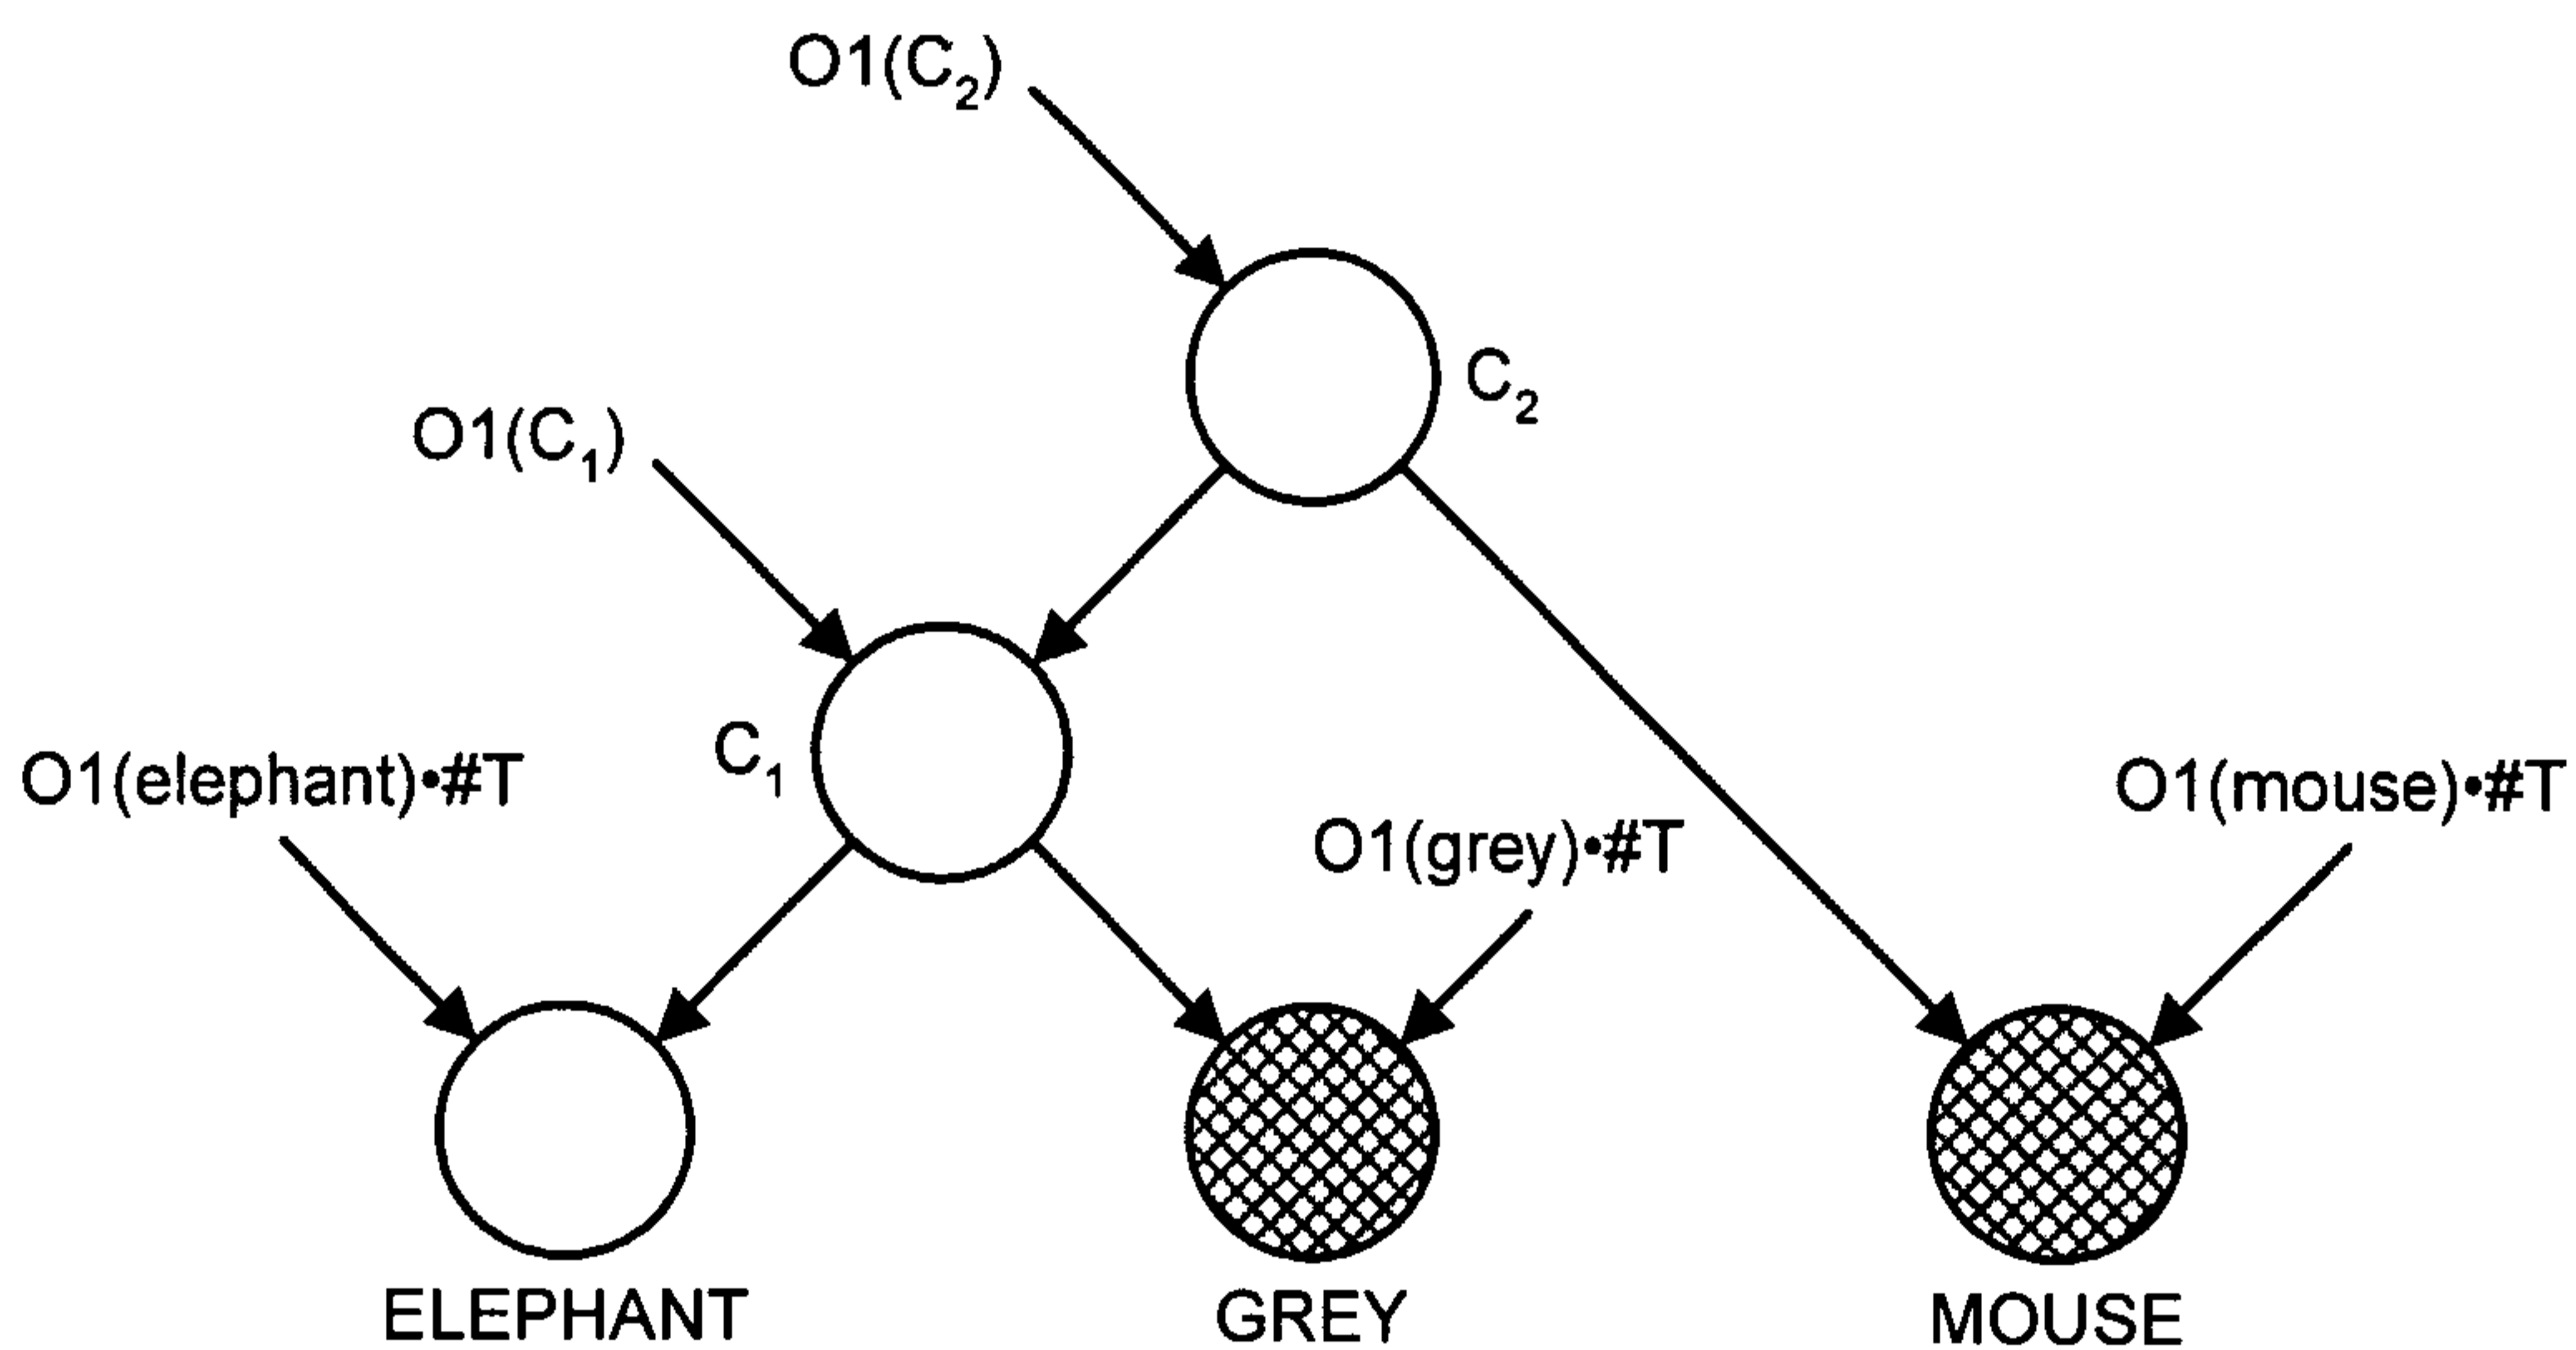 O1(C₂)
C₂
O1(C₁)
C₁
O1(elephant)•#T
O1(grey)•#T
O1(mouse)•#T
ELEPHANT
GREY
MOUSE